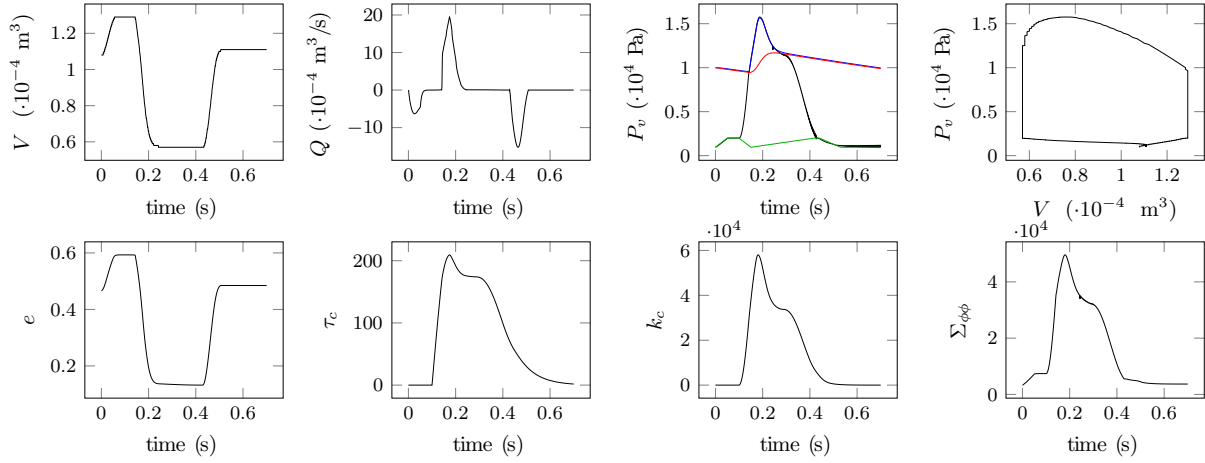 V (·10⁻⁴ m³)
1.2
1
0.8
0.6
0 0.2 0.4 0.6
time (s)
Q (·10⁻⁴ m³/s)
20
10
0
−10
0 0.2 0.4 0.6
time (s)
P_v (·10⁴ Pa)
1.5
1
0.5
0
0 0.2 0.4 0.6
time (s)
P_v (·10⁴ Pa)
1.5
1
0.5
0
0.6 0.8 1 1.2
V (·10⁻⁴ m³)
e
0.6
0.4
0.2
0 0.2 0.4 0.6
time (s)
τ_c
200
100
0
0 0.2 0.4 0.6
time (s)
·10⁴
k_c
6
4
2
0
0 0.2 0.4 0.6
time (s)
·10⁴
Σ_ϕϕ
4
2
0
0 0.2 0.4 0.6
time (s)